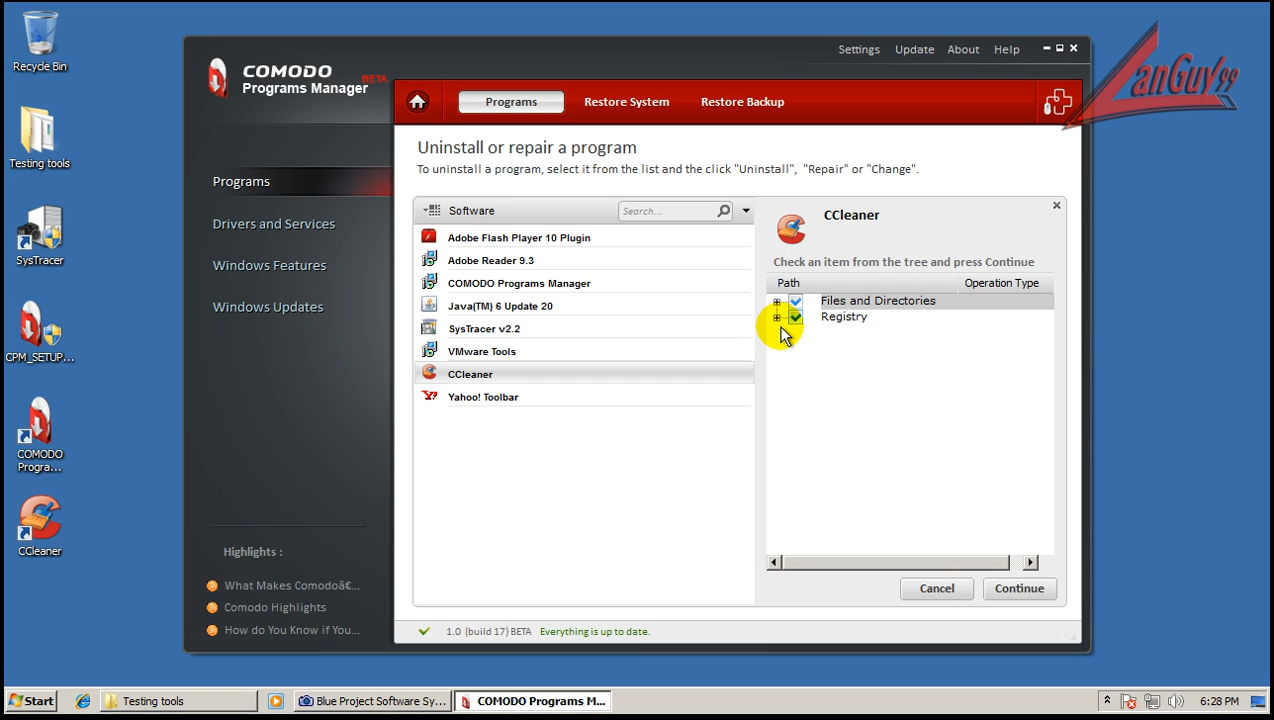 Recycle Bin
Testing tools
SysTracer
CPM_SETUP...
COMODO
Progra...
CCleaner
COMODO
Programs Manager
BETA
Settings
Update
About
Help
LanGuy99
Programs
Restore System
Restore Backup
Programs
Drivers and Services
Windows Features
Windows Updates
Highlights :
What Makes Comodoâ€...
Comodo Highlights
How do You Know if You...
Uninstall or repair a program
To uninstall a program, select it from the list and the click "Uninstall", "Repair" or "Change".
Software
Search...
Adobe Flash Player 10 Plugin
Adobe Reader 9.3
COMODO Programs Manager
Java(TM) 6 Update 20
SysTracer v2.2
VMware Tools
CCleaner
Yahoo! Toolbar
CCleaner
Check an item from the tree and press Continue
Path
Operation Type
Files and Directories
Registry
Cancel
Continue
1.0 (build 17) BETA
Everything is up to date.
Start
Testing tools
Blue Project Software Sy...
COMODO Programs M...
6:28 PM